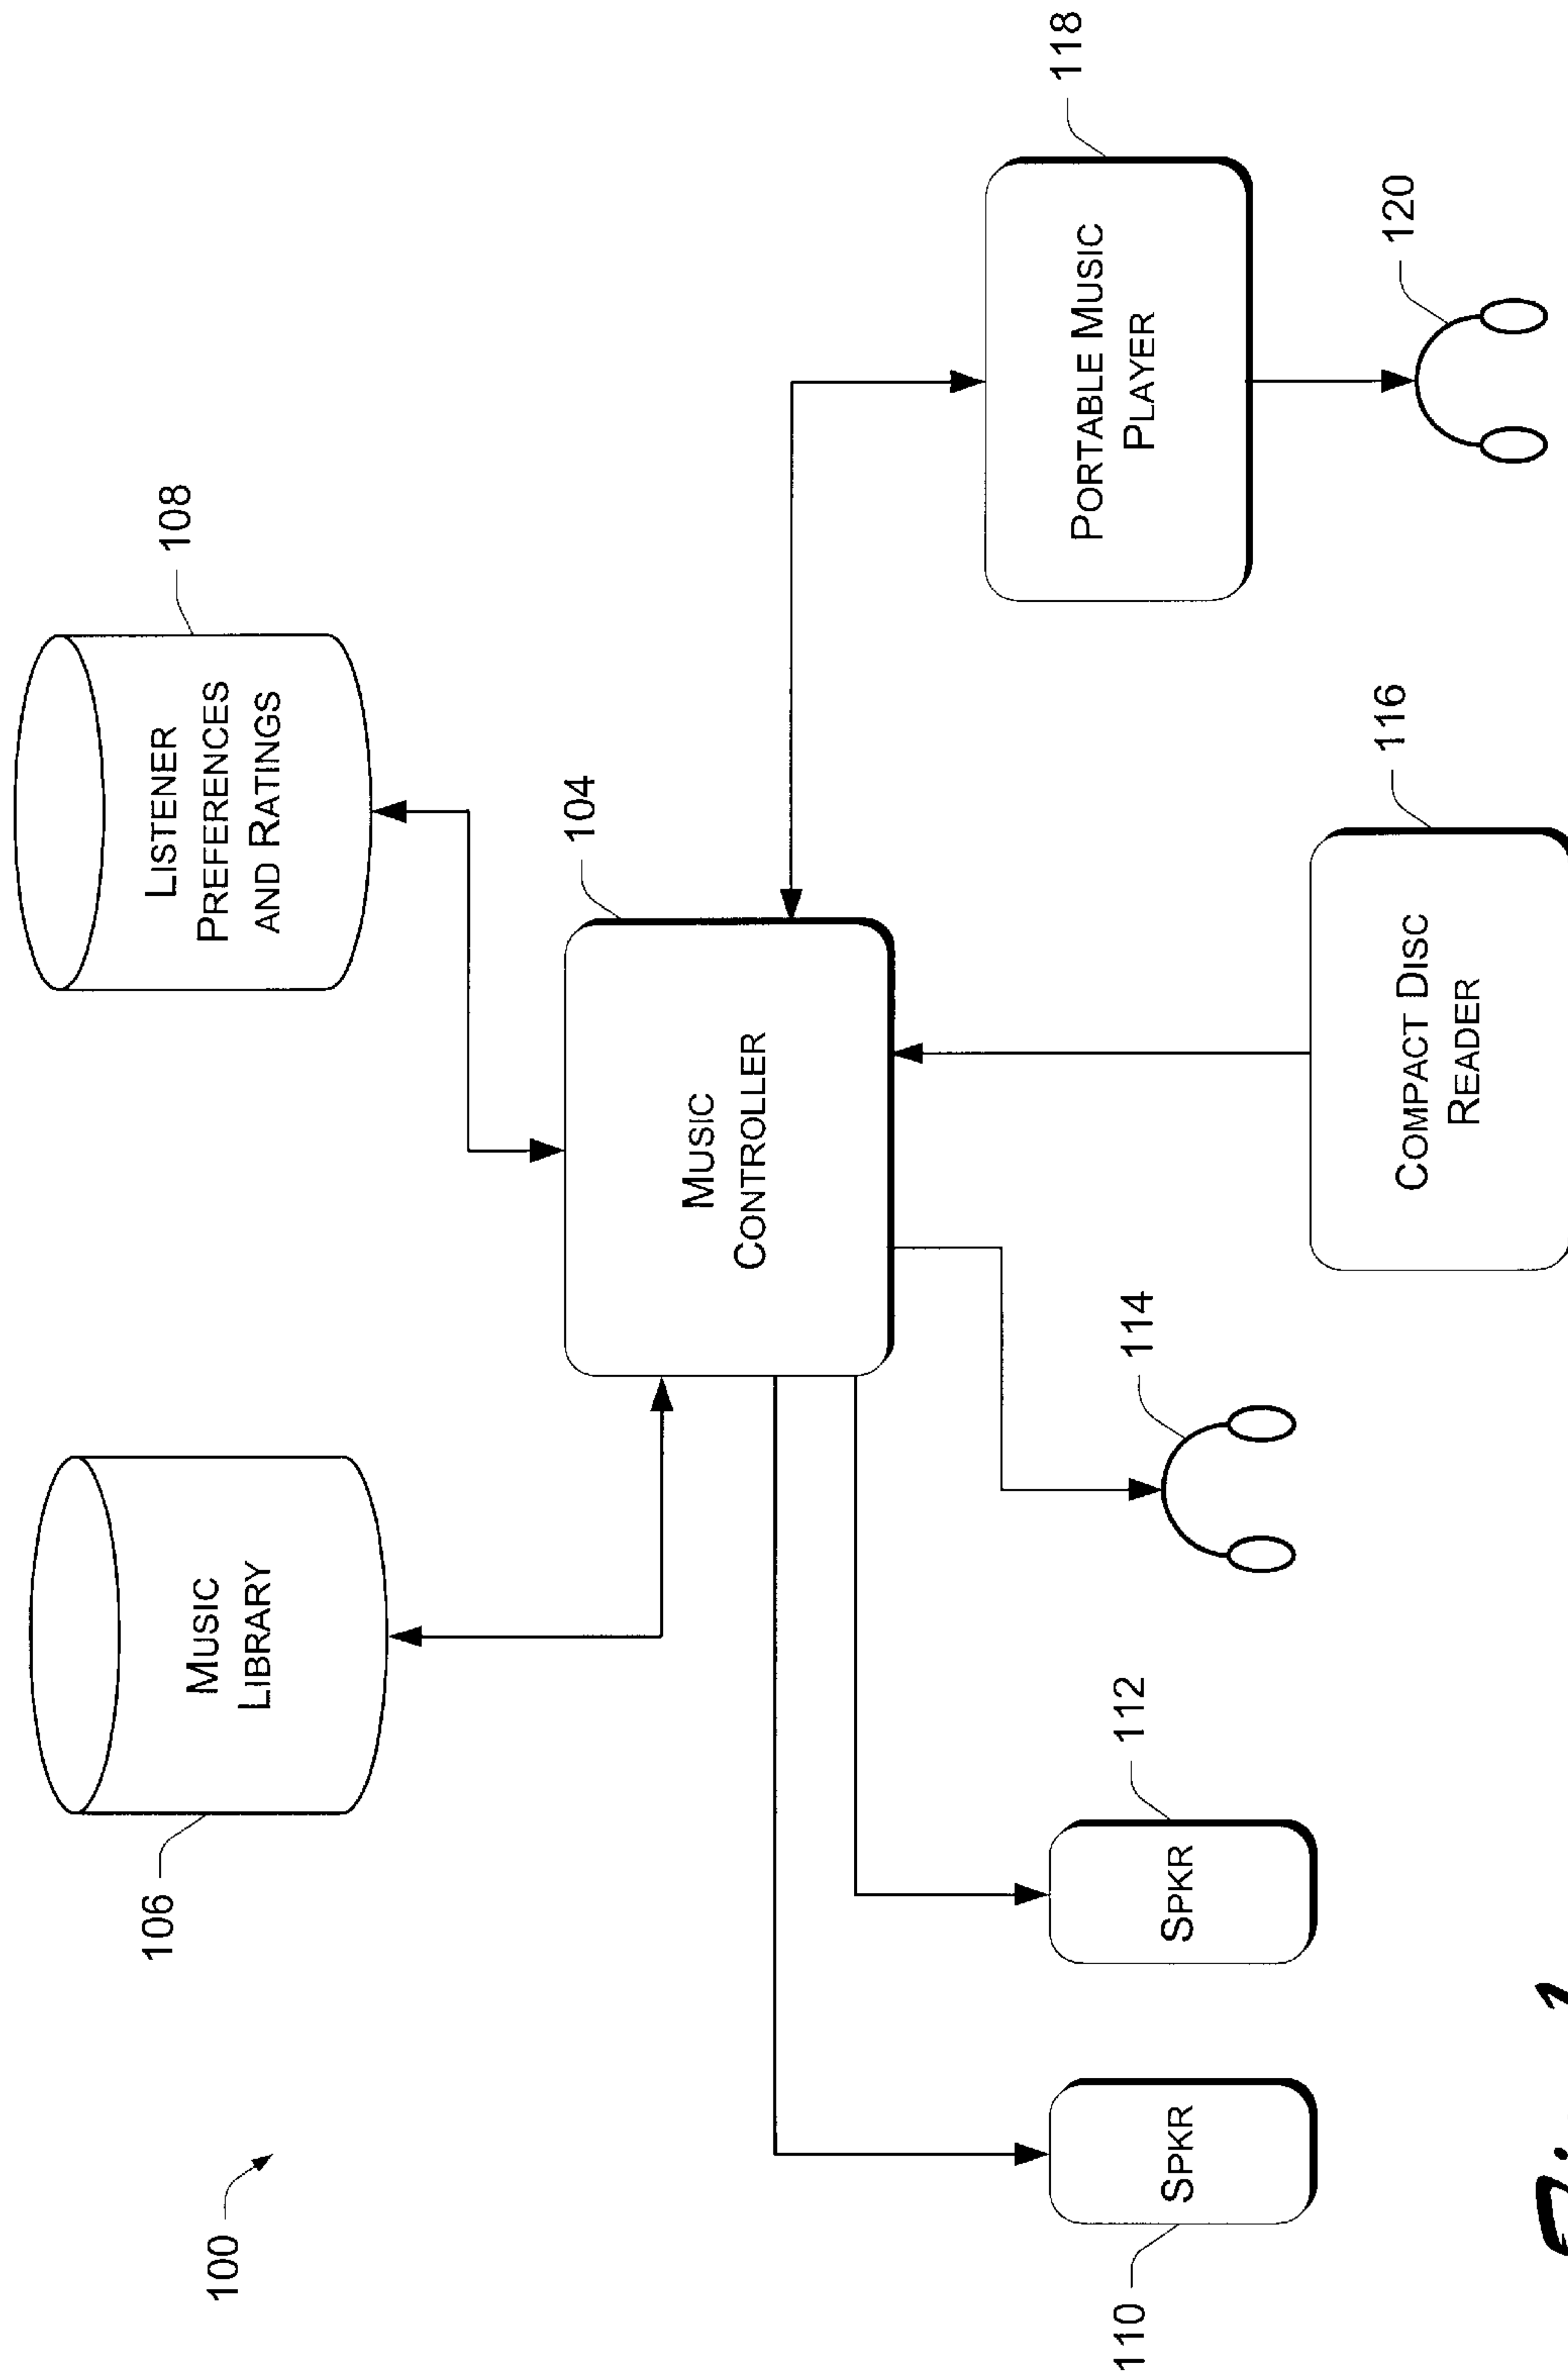 100
106
MUSIC
LIBRARY
LISTENER
PREFERENCES
AND RATINGS
108
MUSIC
CONTROLLER
104
110
SPKR
SPKR
112
114
COMPACT DISC
READER
116
PORTABLE MUSIC
PLAYER
118
120